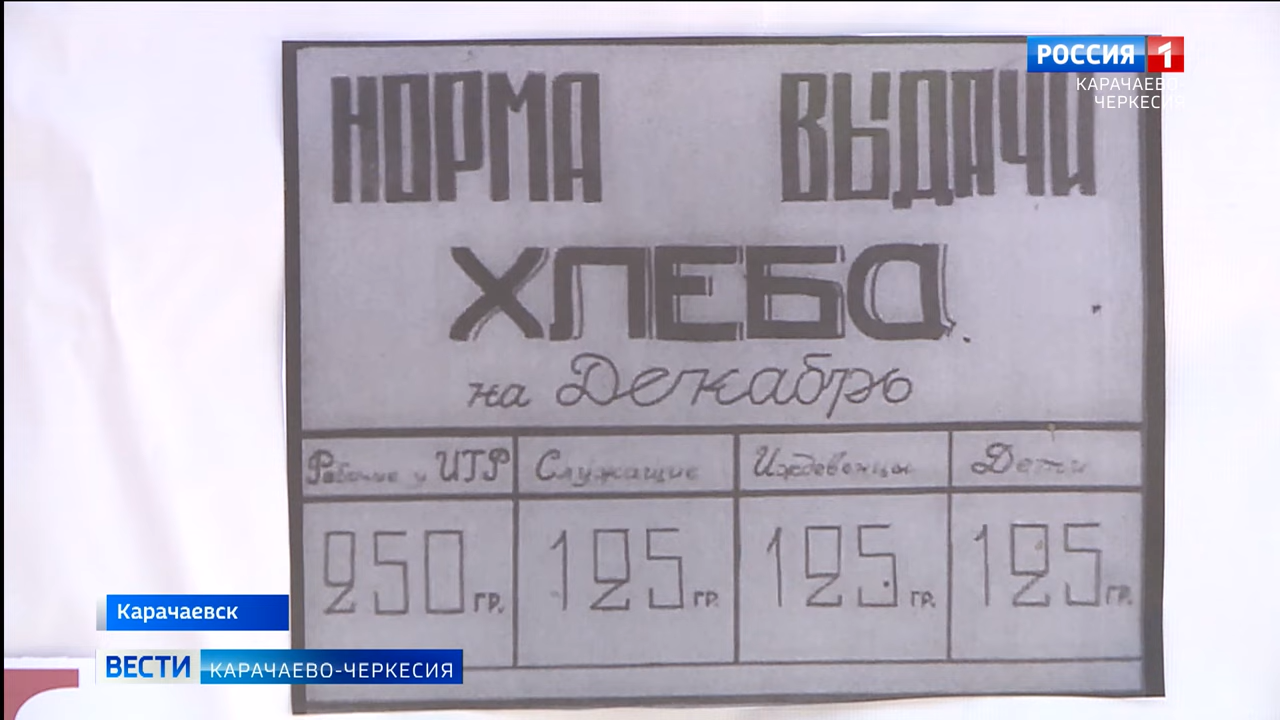 РОССИЯ 1
КАРАЧАЕВО-
ЧЕРКЕСИЯ
НОРМА ВЫДАЧИ
ХЛЕБА
на Декабрь
Рабочие и ИТР Служащие Иждевенцы Дети
250 гр. 125 гр. 125 гр. 125 гр.
Карачаевск
ВЕСТИ КАРАЧАЕВО-ЧЕРКЕСИЯ